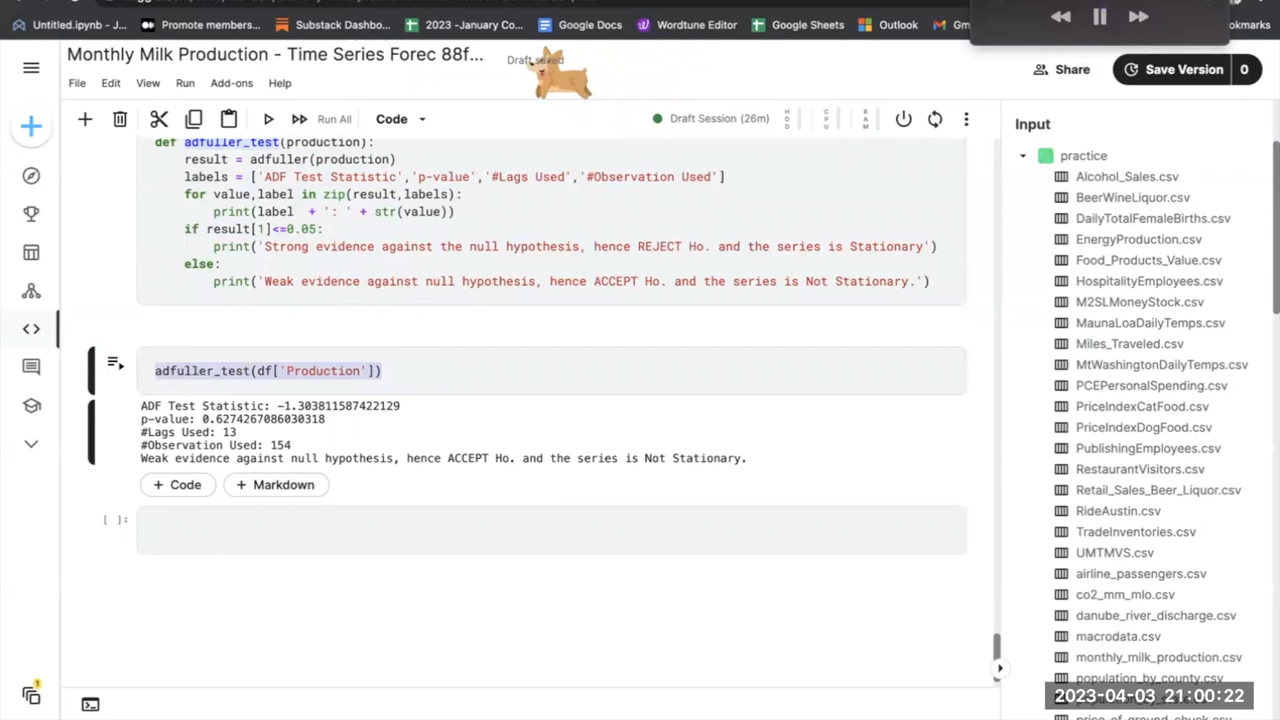 Untitled.ipynb - J...
Promote members...
Substack Dashbo...
2023 -January Co...
Google Docs
Wordtune Editor
Google Sheets
Outlook
Gm
okmarks
Monthly Milk Production - Time Series Forec 88f...
Draft saved
Share
Save Version
0
File Edit View Run Add-ons Help
Run All
Code
Draft Session (26m)
HDD
CPU
RAM
def adfuller_test(production):
result = adfuller(production)
labels = ['ADF Test Statistic','p-value','#Lags Used','#Observation Used']
for value,label in zip(result,labels):
print(label + ': ' + str(value))
if result[1]<=0.05:
print('Strong evidence against the null hypothesis, hence REJECT Ho. and the series is Stationary')
else:
print('Weak evidence against null hypothesis, hence ACCEPT Ho. and the series is Not Stationary.')
adfuller_test(df['Production'])
ADF Test Statistic: -1.303811587422129
p-value: 0.6274267086030318
#Lags Used: 13
#Observation Used: 154
Weak evidence against null hypothesis, hence ACCEPT Ho. and the series is Not Stationary.
+ Code
+ Markdown
[ ]:
1
Input
practice
Alcohol_Sales.csv
BeerWineLiquor.csv
DailyTotalFemaleBirths.csv
EnergyProduction.csv
Food_Products_Value.csv
HospitalityEmployees.csv
M2SLMoneyStock.csv
MaunaLoaDailyTemps.csv
Miles_Traveled.csv
MtWashingtonDailyTemps.csv
PCEPersonalSpending.csv
PriceIndexCatFood.csv
PriceIndexDogFood.csv
PublishingEmployees.csv
RestaurantVisitors.csv
Retail_Sales_Beer_Liquor.csv
RideAustin.csv
TradeInventories.csv
UMTMVS.csv
airline_passengers.csv
co2_mm_mlo.csv
danube_river_discharge.csv
macrodata.csv
monthly_milk_production.csv
population_by_county.csv
2023-04-03 21:00:22